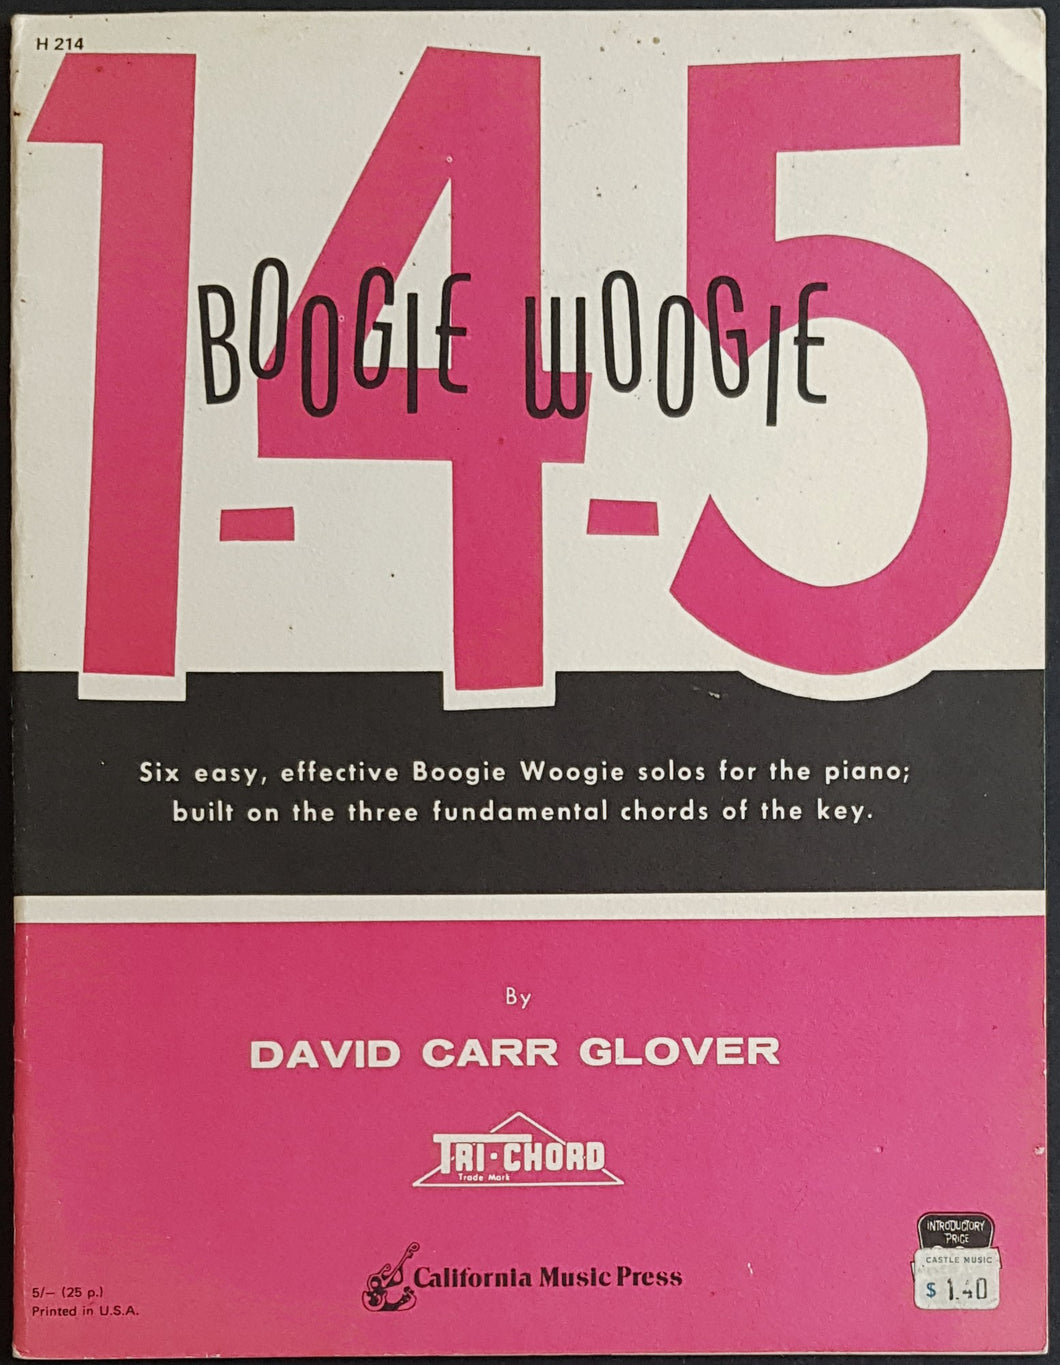 H 214
1-4-5
BOOGIE WOOGIE
Six easy, effective Boogie Woogie solos for the piano;
built on the three fundamental chords of the key.
By
DAVID CARR GLOVER
TRI-CHORD
Trade Mark
California Music Press
5/— (25 p.)
Printed in U.S.A.
INTRODUCTORY
PRICE
CASTLE MUSIC
$ 1.40